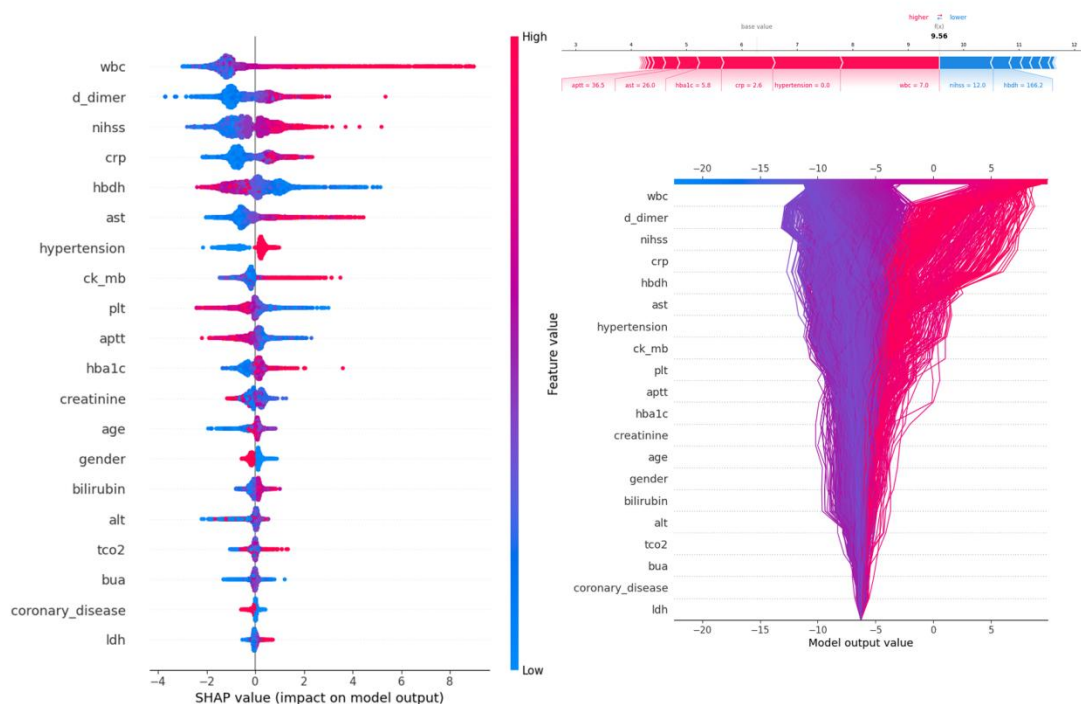 High
wbc
d_dimer
nihss
crp
hbdh
ast
hypertension
ck_mb
plt
aptt
hba1c
creatinine
age
gender
bilirubin
alt
tco2
bua
coronary_disease
ldh
Low
Feature value
−4 −2 0 2 4 6 8
SHAP value (impact on model output)
higher lower
base value f(x)
9.56
3 4 5 6 7 8 9 10 11 12
aptt = 36.5 ast = 26.0 hba1c = 5.8 crp = 2.6 hypertension = 0.0 wbc = 7.0 nihss = 12.0 hbdh = 166.2
−20 −15 −10 −5 0 5
wbc
d_dimer
nihss
crp
hbdh
ast
hypertension
ck_mb
plt
aptt
hba1c
creatinine
age
gender
bilirubin
alt
tco2
bua
coronary_disease
ldh
−20 −15 −10 −5 0 5
Model output value